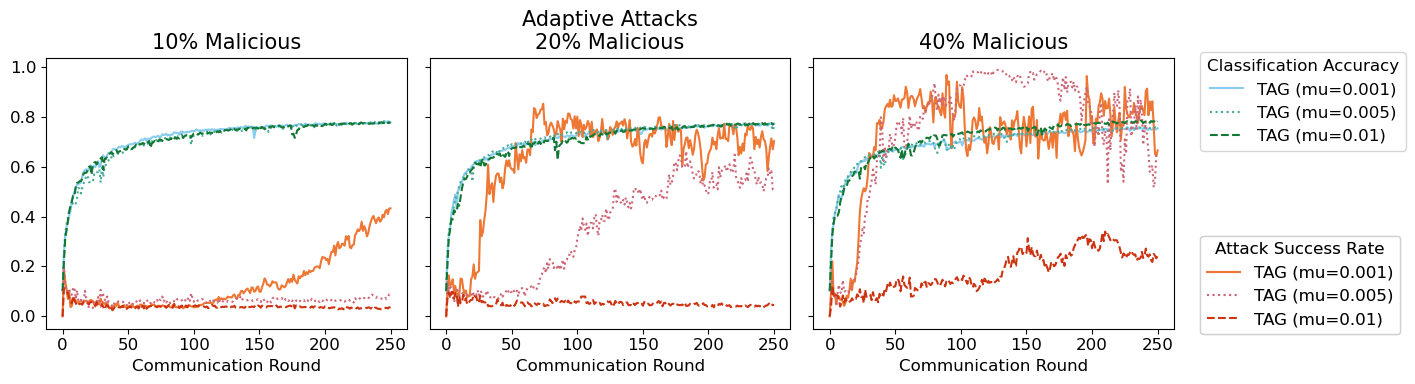 Adaptive Attacks
10% Malicious
20% Malicious
40% Malicious
1.0
0.8
0.6
0.4
0.2
0.0
0 50 100 150 200 250
0 50 100 150 200 250
0 50 100 150 200 250
Communication Round
Communication Round
Communication Round
Classification Accuracy
TAG (mu=0.001)
TAG (mu=0.005)
TAG (mu=0.01)
Attack Success Rate
TAG (mu=0.001)
TAG (mu=0.005)
TAG (mu=0.01)